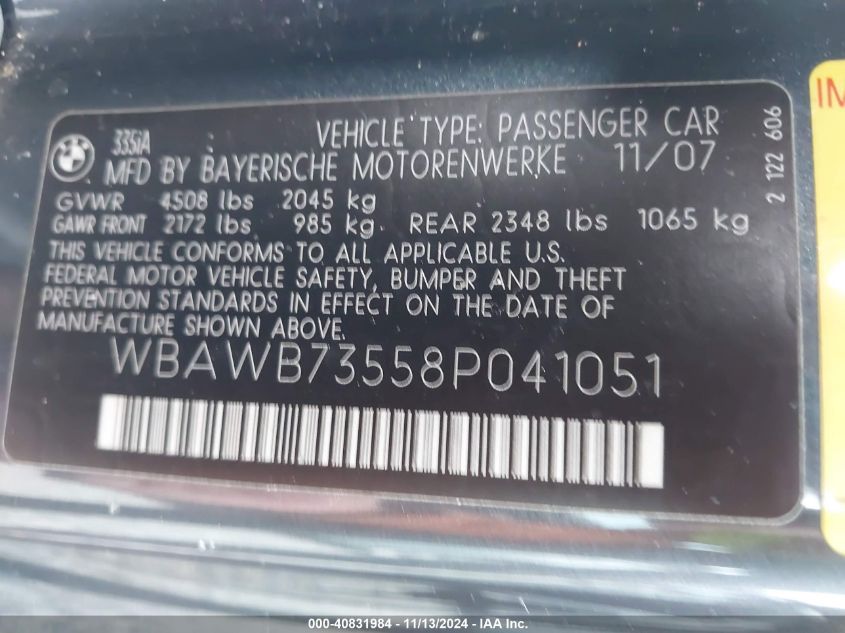 BMW
335iA
VEHICLE TYPE: PASSENGER CAR
MFD BY BAYERISCHE MOTORENWERKE 11/07
GVWR 4508 lbs 2045 kg
GAWR FRONT 2172 lbs 985 kg REAR 2348 lbs 1065 kg
THIS VEHICLE CONFORMS TO ALL APPLICABLE U.S.
FEDERAL MOTOR VEHICLE SAFETY, BUMPER AND THEFT
PREVENTION STANDARDS IN EFFECT ON THE DATE OF
MANUFACTURE SHOWN ABOVE.
WBAWB73558P041051
2 122 606
IM
000-40831984 - 11/13/2024 - IAA Inc.